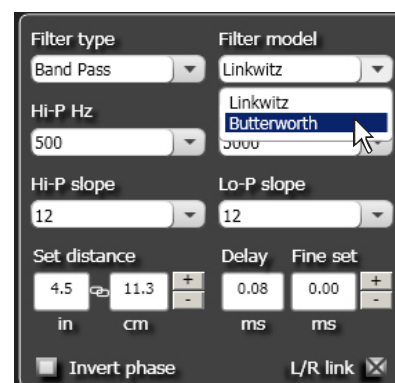 Filter type Filter model
Band Pass Linkwitz
Linkwitz
Hi-P Hz
Butterworth
500 5000
Hi-P slope Lo-P slope
12 12
Set distance Delay Fine set
4.5 11.3 + - 0.08 0.00 + -
in cm ms ms
Invert phase L/R link